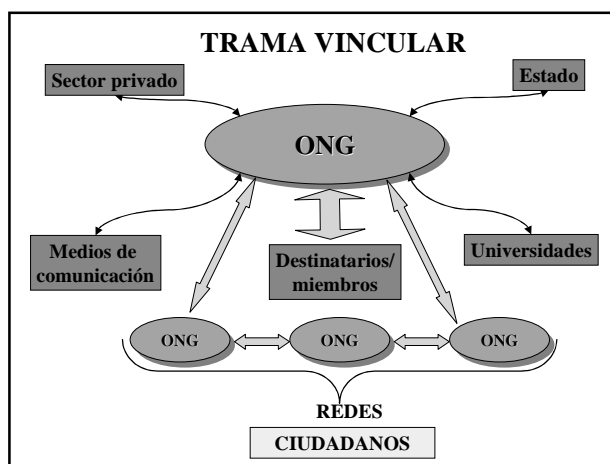 TRAMA VINCULAR
Sector privado
Estado
ONG
Medios de
comunicación
Destinatarios/
miembros
Universidades
ONG
ONG
ONG
REDES
CIUDADANOS